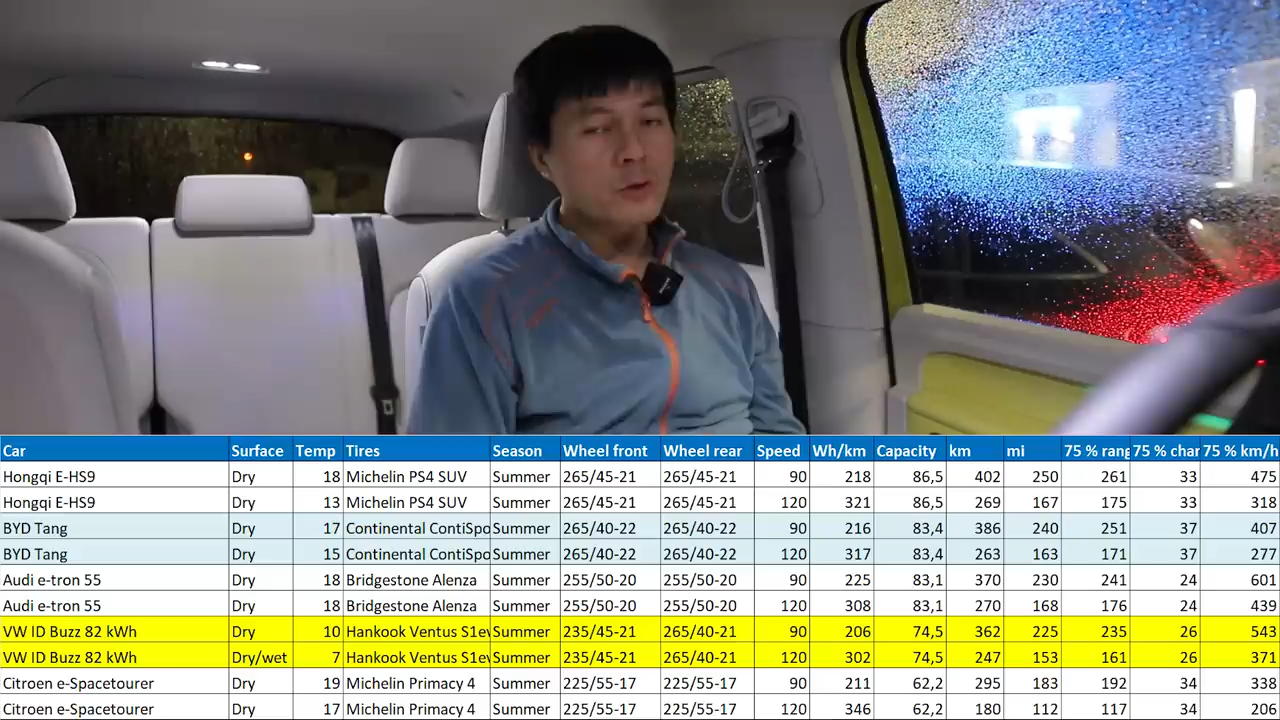 Car Surface Temp Tires Season Wheel front Wheel rear Speed Wh/km Capacity km mi 75 % rang 75 % char 75 % km/h
Hongqi E-HS9 Dry 18 Michelin PS4 SUV Summer 265/45-21 265/45-21 90 218 86,5 402 250 261 33 475
Hongqi E-HS9 Dry 13 Michelin PS4 SUV Summer 265/45-21 265/45-21 120 321 86,5 269 167 175 33 318
BYD Tang Dry 17 Continental ContiSpo Summer 265/40-22 265/40-22 90 216 83,4 386 240 251 37 407
BYD Tang Dry 15 Continental ContiSpo Summer 265/40-22 265/40-22 120 317 83,4 263 163 171 37 277
Audi e-tron 55 Dry 18 Bridgestone Alenza Summer 255/50-20 255/50-20 90 225 83,1 370 230 241 24 601
Audi e-tron 55 Dry 18 Bridgestone Alenza Summer 255/50-20 255/50-20 120 308 83,1 270 168 176 24 439
VW ID Buzz 82 kWh Dry 10 Hankook Ventus S1ev Summer 235/45-21 265/40-21 90 206 74,5 362 225 235 26 543
VW ID Buzz 82 kWh Dry/wet 7 Hankook Ventus S1ev Summer 235/45-21 265/40-21 120 302 74,5 247 153 161 26 371
Citroen e-Spacetourer Dry 19 Michelin Primacy 4 Summer 225/55-17 225/55-17 90 211 62,2 295 183 192 34 338
Citroen e-Spacetourer Dry 17 Michelin Primacy 4 Summer 225/55-17 225/55-17 120 346 62,2 180 112 117 34 206